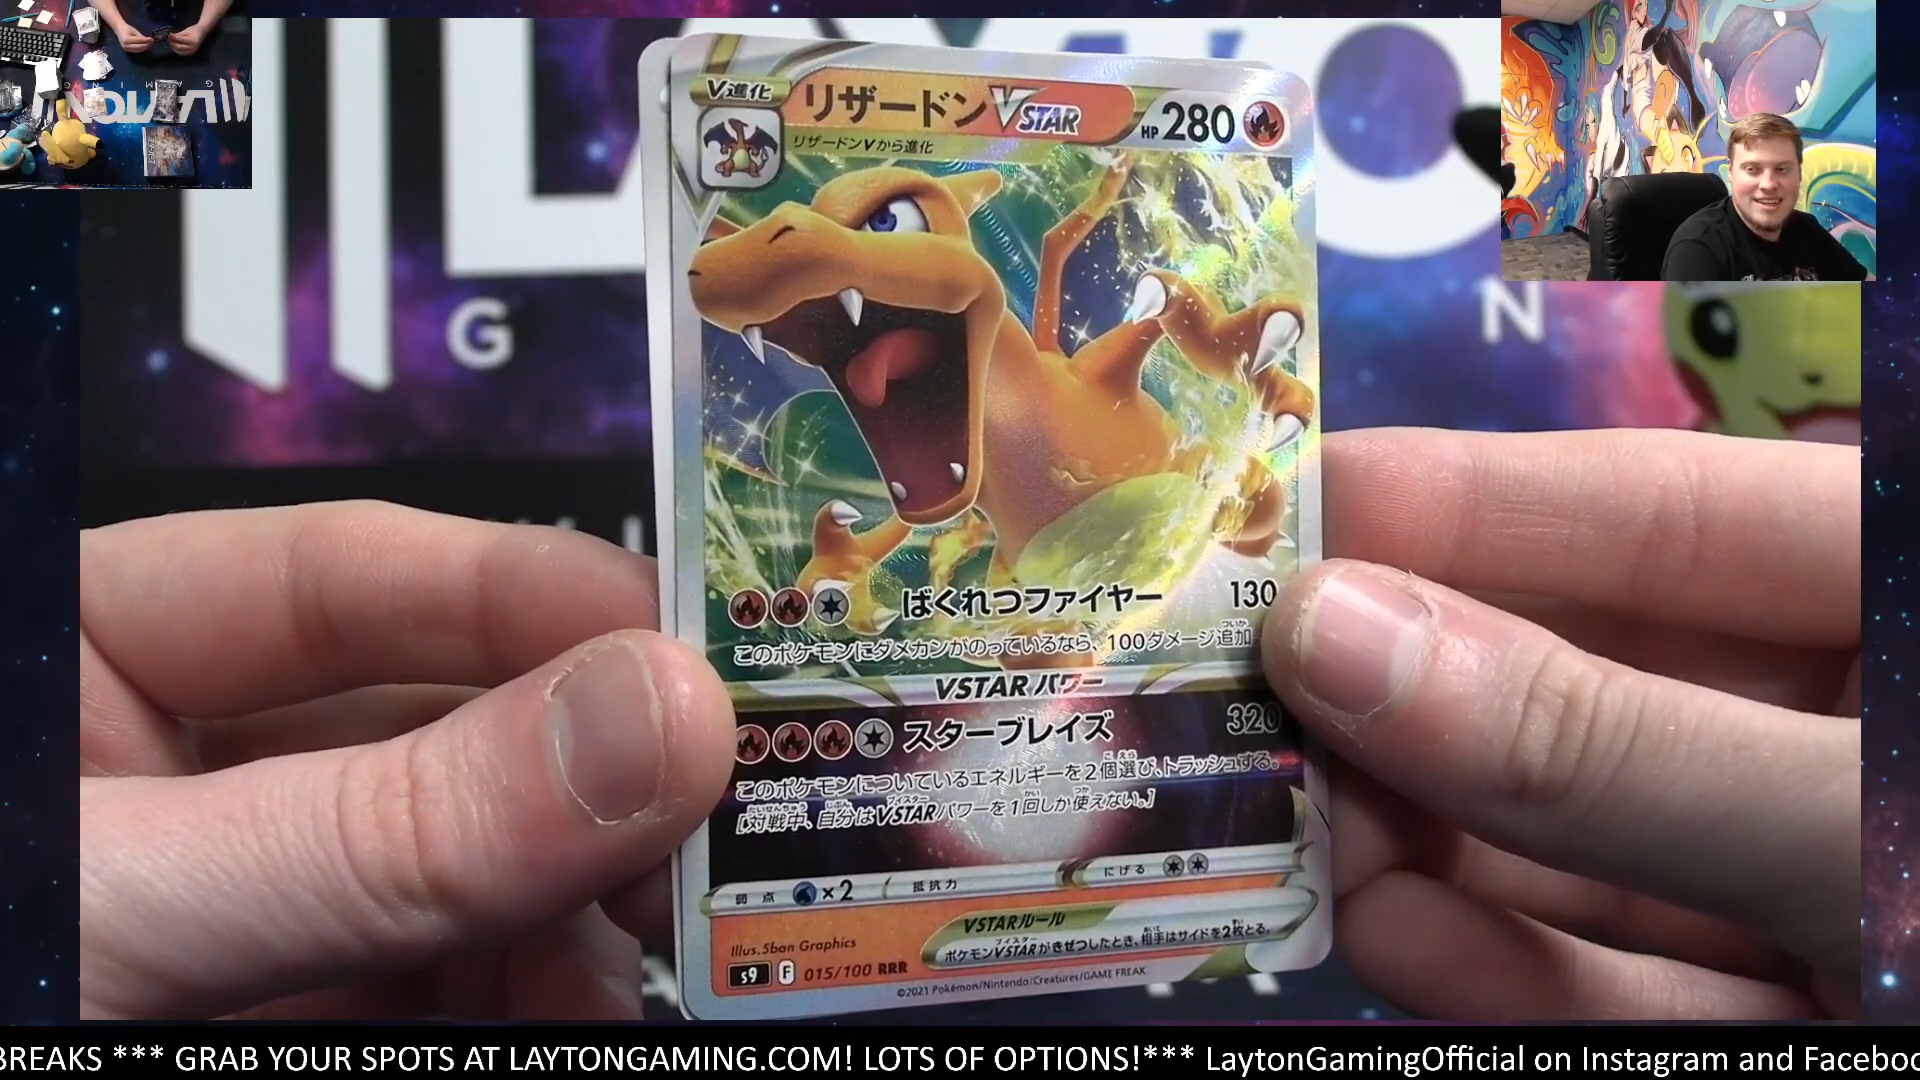 V進化
リザードンVSTAR
HP 280
リザードンVから進化
G
N
ばくれつファイヤー 130
このポケモンにダメカンがのっているなら、100ダメージ追加
VSTARパワー
スターブレイズ 320
このポケモンについているエネルギーを2個選び、トラッシュする。
[対戦中、自分はVSTARパワーを1回しか使えない。]
弱点 ×2 抵抗力 にげる
VSTARルール
ポケモンVSTARがきぜつしたとき、相手はサイドを2枚とる。
Illus. 5ban Graphics
s9 F 015/100 RRR
©2021 Pokémon/Nintendo/Creatures/GAME FREAK
BREAKS *** GRAB YOUR SPOTS AT LAYTONGAMING.COM! LOTS OF OPTIONS!*** LaytonGamingOfficial on Instagram and Facebo